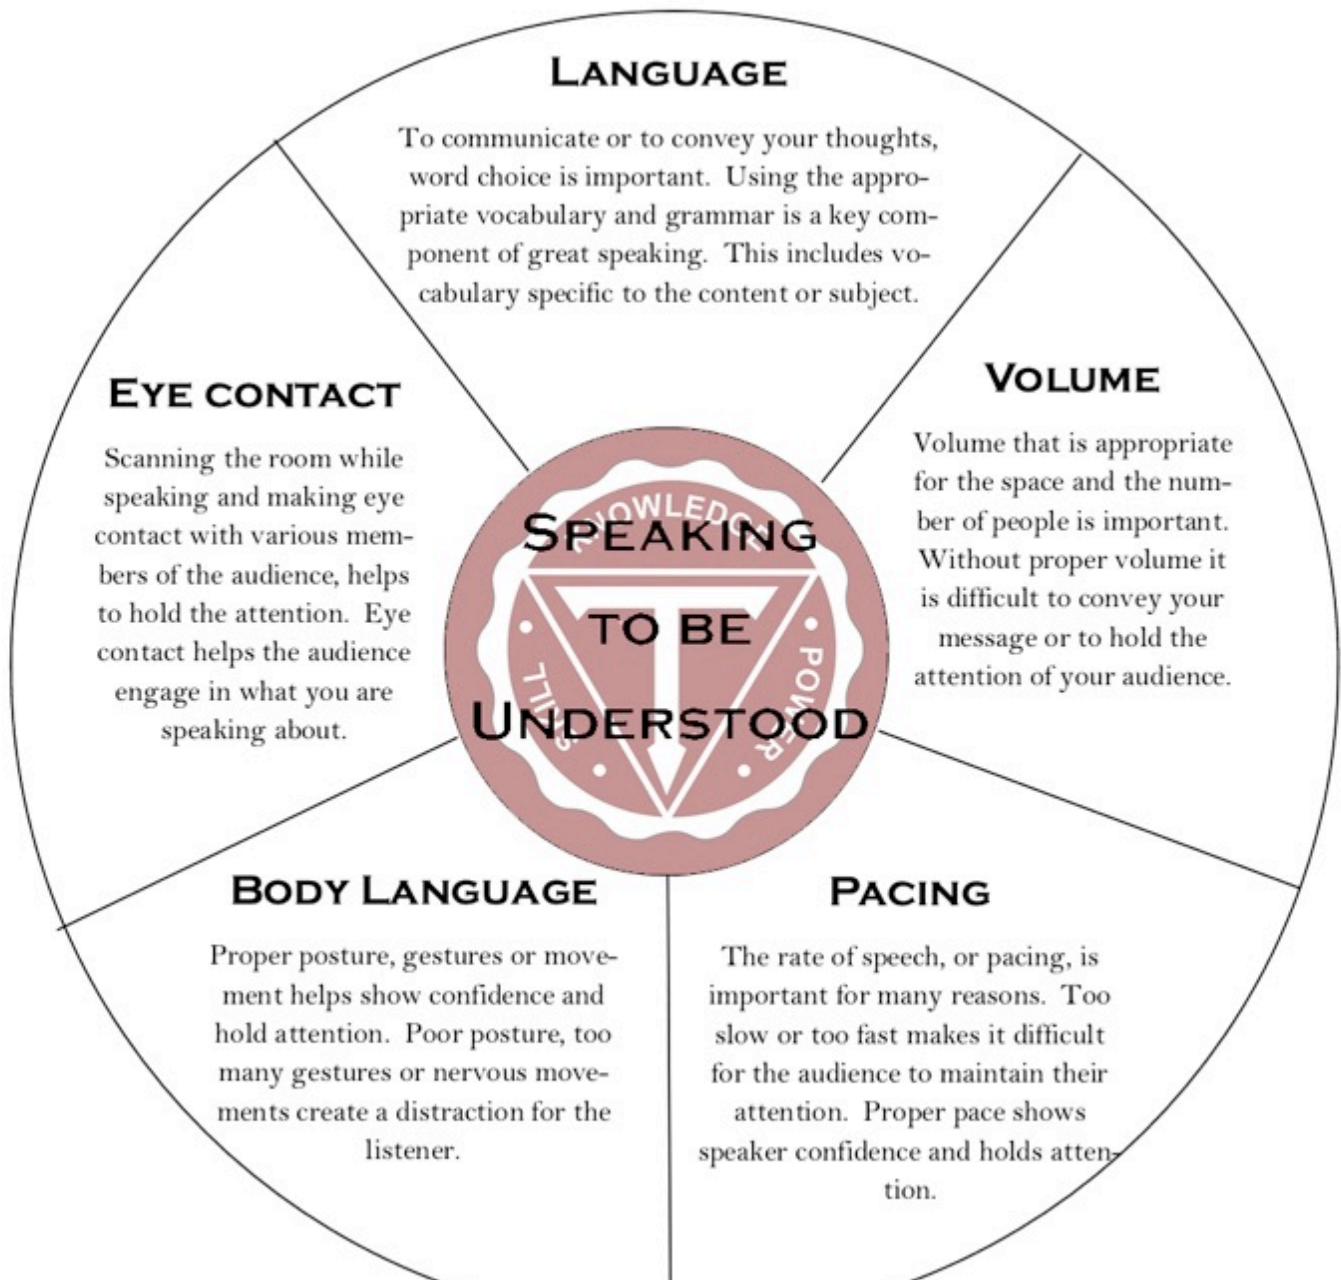 LANGUAGE
To communicate or to convey your thoughts,
word choice is important.  Using the appro-
priate vocabulary and grammar is a key com-
ponent of great speaking.  This includes vo-
cabulary specific to the content or subject.
EYE CONTACT
Scanning the room while
speaking and making eye
contact with various mem-
bers of the audience, helps
to hold the attention.  Eye
contact helps the audience
engage in what you are
speaking about.
VOLUME
Volume that is appropriate
for the space and the num-
ber of people is important.
Without proper volume it
is difficult to convey your
message or to hold the
attention of your audience.
KNOWLEDGE
SPEAKING
TO BE
UNDERSTOOD
SKILL
POWER
T
BODY LANGUAGE
Proper posture, gestures or move-
ment helps show confidence and
hold attention.  Poor posture, too
many gestures or nervous move-
ments create a distraction for the
listener.
PACING
The rate of speech, or pacing, is
important for many reasons.  Too
slow or too fast makes it difficult
for the audience to maintain their
attention.  Proper pace shows
speaker confidence and holds atten-
tion.